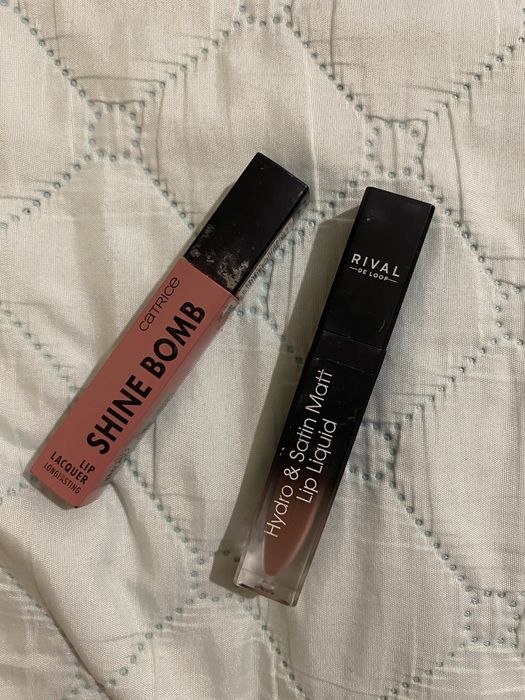 CATRICE
SHINE BOMB
LIP
LACQUER
LONGLASTING
RIVAL
DE LOOP
Hydro & Satin Matt
Lip Liquid